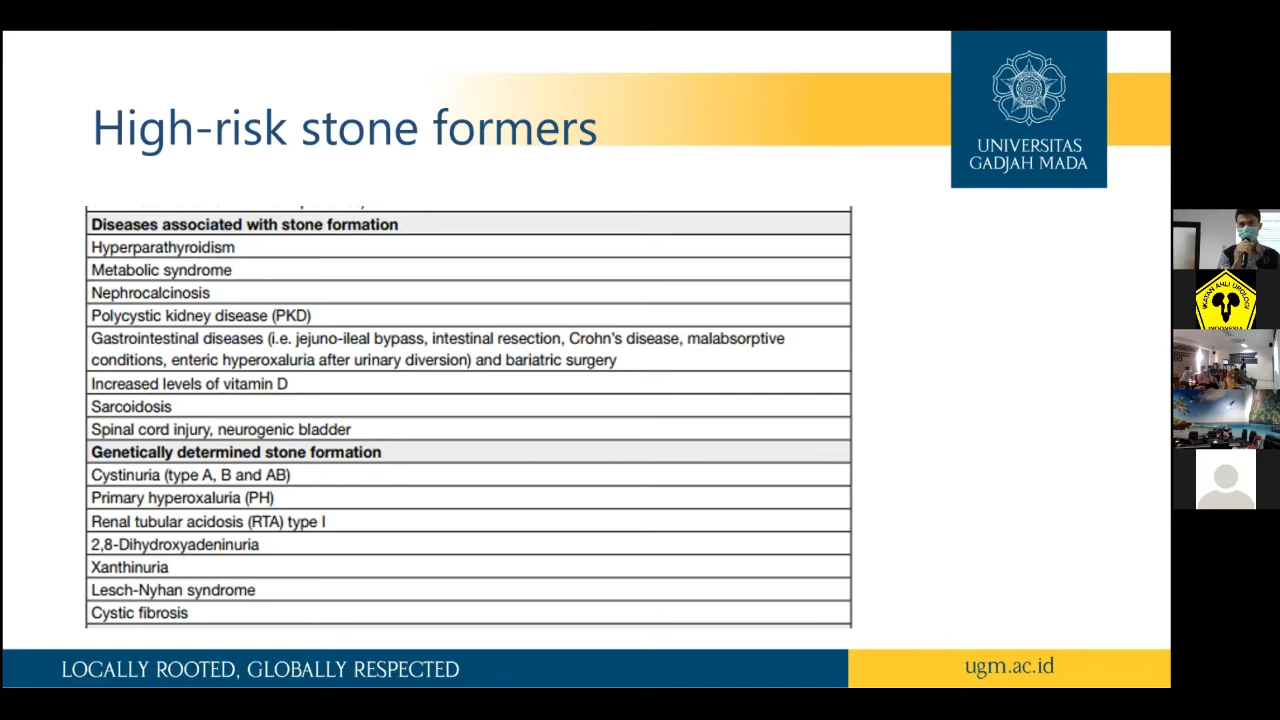 High-risk stone formers
UNIVERSITAS
GADJAH MADA
Diseases associated with stone formation
Hyperparathyroidism
Metabolic syndrome
Nephrocalcinosis
Polycystic kidney disease (PKD)
Gastrointestinal diseases (i.e. jejuno-ileal bypass, intestinal resection, Crohn's disease, malabsorptive
conditions, enteric hyperoxaluria after urinary diversion) and bariatric surgery
Increased levels of vitamin D
Sarcoidosis
Spinal cord injury, neurogenic bladder
Genetically determined stone formation
Cystinuria (type A, B and AB)
Primary hyperoxaluria (PH)
Renal tubular acidosis (RTA) type I
2,8-Dihydroxyadeninuria
Xanthinuria
Lesch-Nyhan syndrome
Cystic fibrosis
LOCALLY ROOTED, GLOBALLY RESPECTED
ugm.ac.id
IKATAN AHLI UROLOGI
INDONESIA